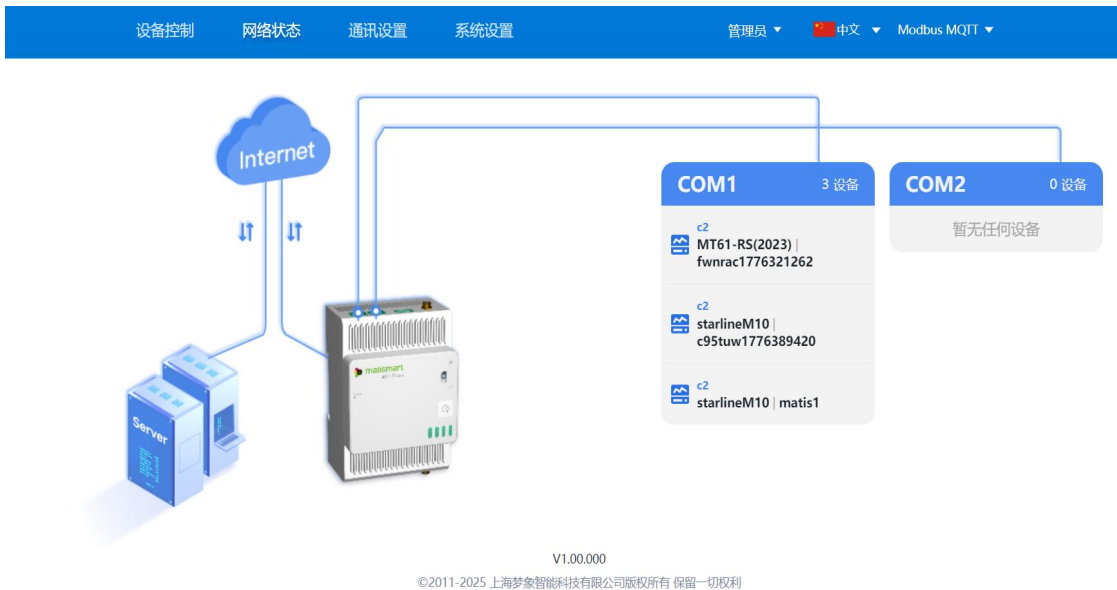 设备控制 网络状态 通讯设置 系统设置 管理员 中文 Modbus MQTT
Internet
COM1 3 设备
c2
MT61-RS(2023) |
fwnrac1776321262
c2
starlineM10 |
c95tuw1776389420
c2
starlineM10 | matis1
COM2 0 设备
暂无任何设备
matismart
Server
V1.00.000
©2011-2025 上海梦象智能科技有限公司版权所有 保留一切权利